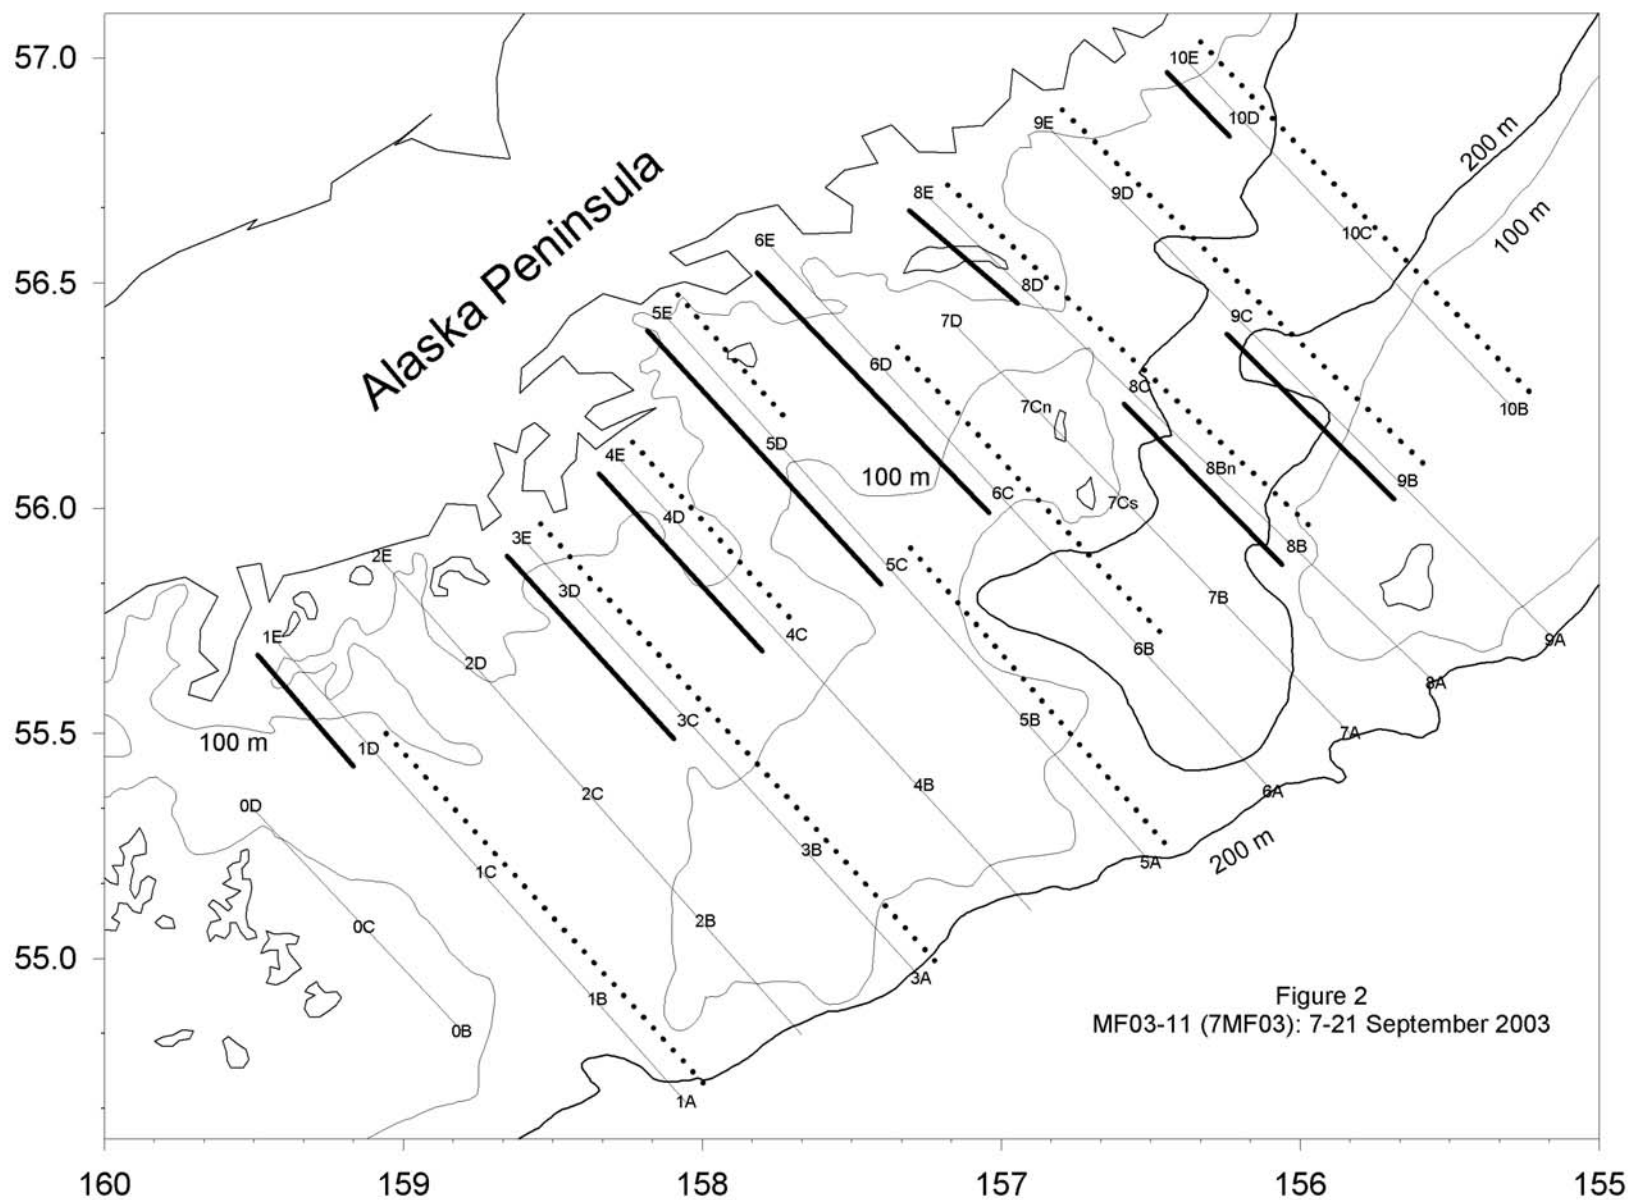 57.0
56.5
56.0
55.5
55.0
160
159
158
157
156
155
Alaska Peninsula
200 m
100 m
100 m
100 m
200 m
10E
10D
10C
10B
9E
9D
9C
9B
9A
8E
8D
8C
8Bn
8B
8A
7D
7Cn
7Cs
7B
7A
6E
6D
6C
6B
6A
5E
5D
5C
5B
5A
4E
4D
4C
4B
3E
3D
3C
3B
3A
2E
2D
2C
2B
1E
1D
1C
1B
1A
0D
0C
0B
Figure 2
MF03-11 (7MF03): 7-21 September 2003